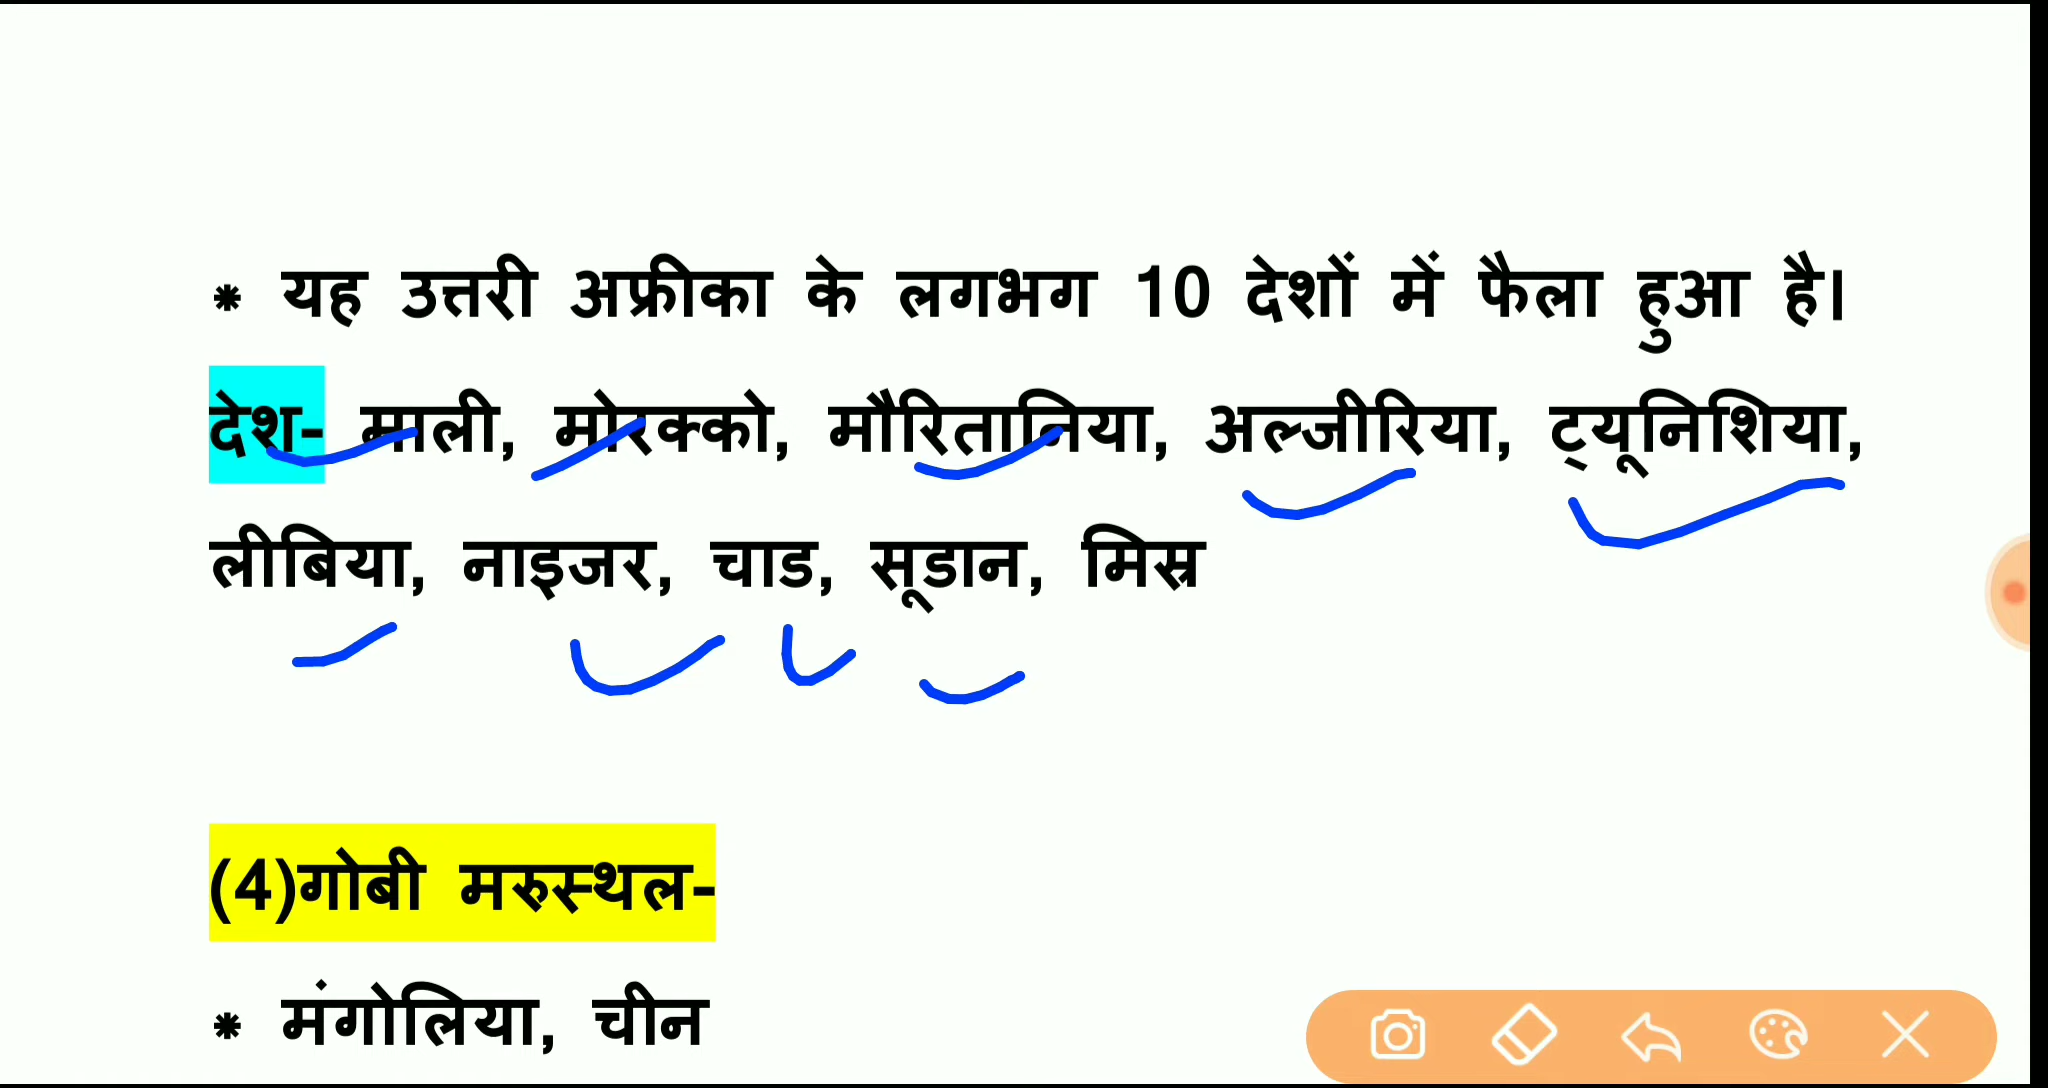 * यह उत्तरी अफ्रीका के लगभग 10 देशों में फैला हुआ है।
देश- माली, मोरक्को, मौरितानिया, अल्जीरिया, ट्यूनिशिया,
लीबिया, नाइजर, चाड, सूडान, मिस्र
(4)गोबी मरुस्थल-
* मंगोलिया, चीन